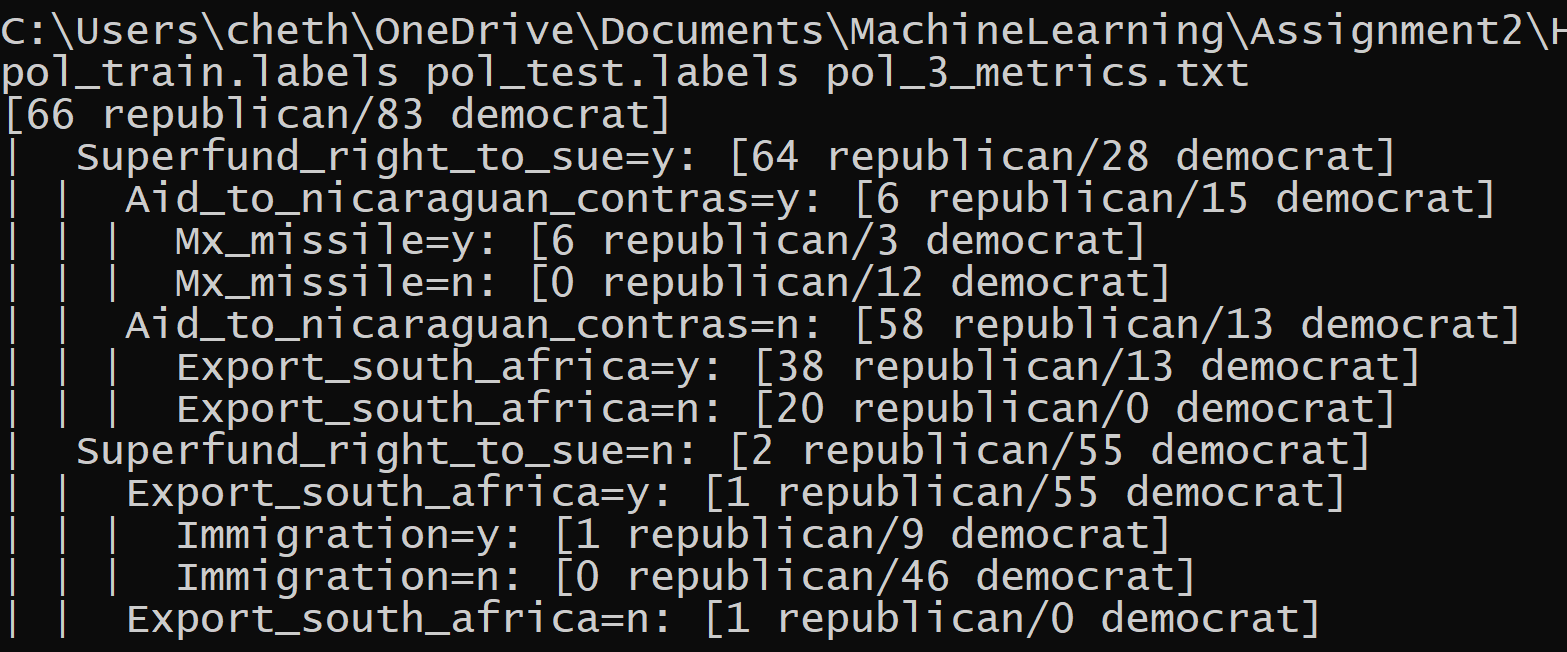 C:\Users\cheth\OneDrive\Documents\MachineLearning\Assignment2\H
pol_train.labels pol_test.labels pol_3_metrics.txt
[66 republican/83 democrat]
|  Superfund_right_to_sue=y: [64 republican/28 democrat]
| |  Aid_to_nicaraguan_contras=y: [6 republican/15 democrat]
| | |  Mx_missile=y: [6 republican/3 democrat]
| | |  Mx_missile=n: [0 republican/12 democrat]
| |  Aid_to_nicaraguan_contras=n: [58 republican/13 democrat]
| | |  Export_south_africa=y: [38 republican/13 democrat]
| | |  Export_south_africa=n: [20 republican/0 democrat]
|  Superfund_right_to_sue=n: [2 republican/55 democrat]
| |  Export_south_africa=y: [1 republican/55 democrat]
| | |  Immigration=y: [1 republican/9 democrat]
| | |  Immigration=n: [0 republican/46 democrat]
| |  Export_south_africa=n: [1 republican/0 democrat]